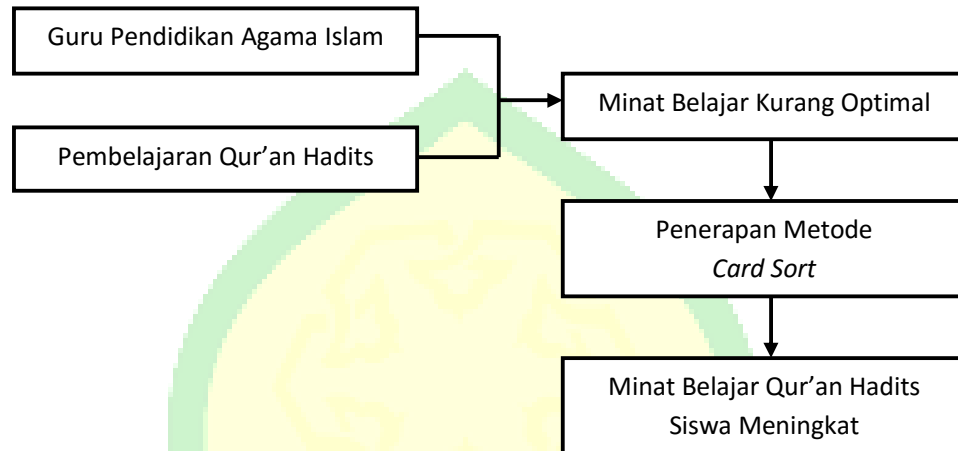 Guru Pendidikan Agama Islam
Pembelajaran Qur’an Hadits
Minat Belajar Kurang Optimal
Penerapan Metode
Card Sort
Minat Belajar Qur’an Hadits
Siswa Meningkat